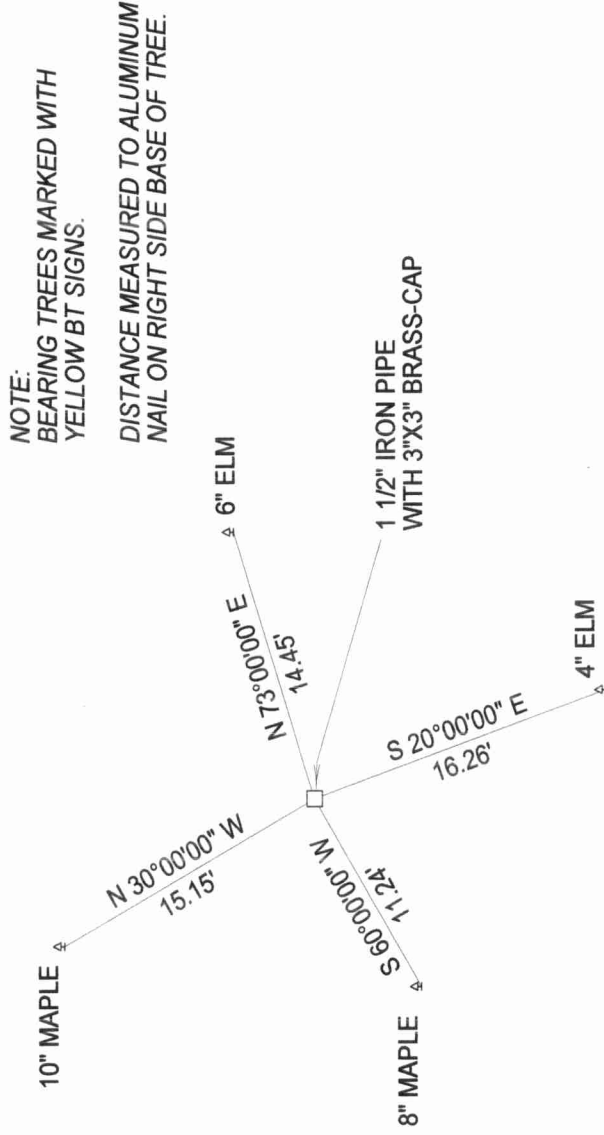 NOTE:
BEARING TREES MARKED WITH
YELLOW BT SIGNS.
DISTANCE MEASURED TO ALUMINUM
NAIL ON RIGHT SIDE BASE OF TREE.
10" MAPLE
N 30°00'00" W
15.15'
6" ELM
N 73°00'00" E
14.45'
1 1/2" IRON PIPE
WITH 3"X3" BRASS-CAP
S 60°00'00" W
11.24'
8" MAPLE
S 20°00'00" E
16.26'
4" ELM